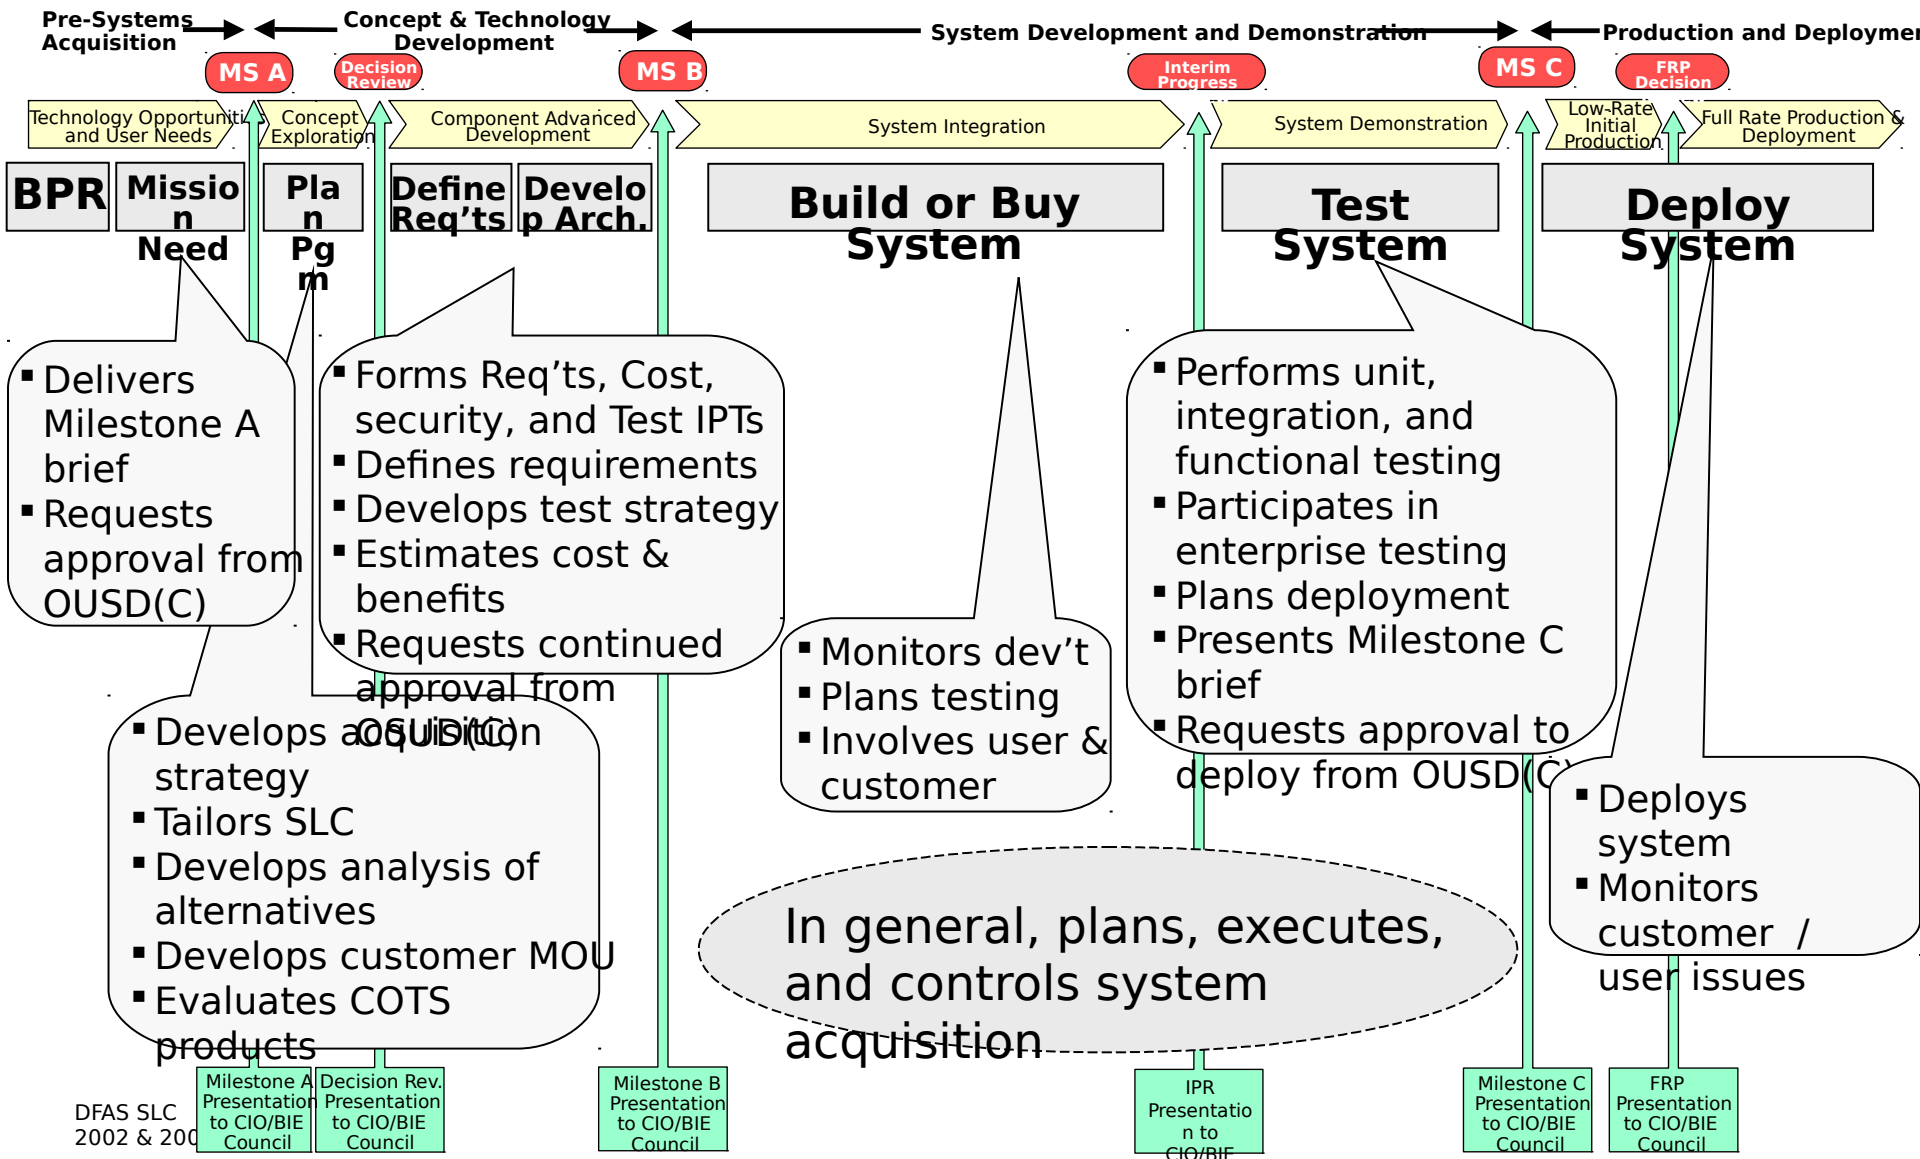 Pre-Systems
Acquisition
Concept & Technology
Development
System Development and Demonstration
Production and Deploymen
MS A
Decision
Review
MS B
Interim
Progress
MS C
FRP
Decision
Technology Opportunities
and User Needs
Concept
Exploration
Component Advanced
Development
System Integration
System Demonstration
Low-Rate
Initial
Production
Full Rate Production &
Deployment
BPR
Missio
n
Need
Pla
n
Pg
m
Define
Req’ts
Develo
p Arch.
Build or Buy
System
Test
System
Deploy
System
▪Delivers
Milestone A
brief
▪Requests
approval from
OUSD(C)
▪Forms Req’ts, Cost,
security, and Test IPTs
▪Defines requirements
▪Develops test strategy
▪Estimates cost &
benefits
▪Requests continued
approval from
OSUD(C)
▪Develops acquisition
strategy
▪Tailors SLC
▪Develops analysis of
alternatives
▪Develops customer MOU
▪Evaluates COTS
products
▪Monitors dev’t
▪Plans testing
▪Involves user &
customer
▪Performs unit,
integration, and
functional testing
▪Participates in
enterprise testing
▪Plans deployment
▪Presents Milestone C
brief
▪Requests approval to
deploy from OUSD(C)
▪Deploys
system
▪Monitors
customer /
user issues
In general, plans, executes,
and controls system
acquisition
DFAS SLC
2002 & 200
Milestone A
Presentation
to CIO/BIE
Council
Decision Rev.
Presentation
to CIO/BIE
Council
Milestone B
Presentation
to CIO/BIE
Council
IPR
Presentatio
n to
CIO/BIE
Milestone C
Presentation
to CIO/BIE
Council
FRP
Presentation
to CIO/BIE
Council